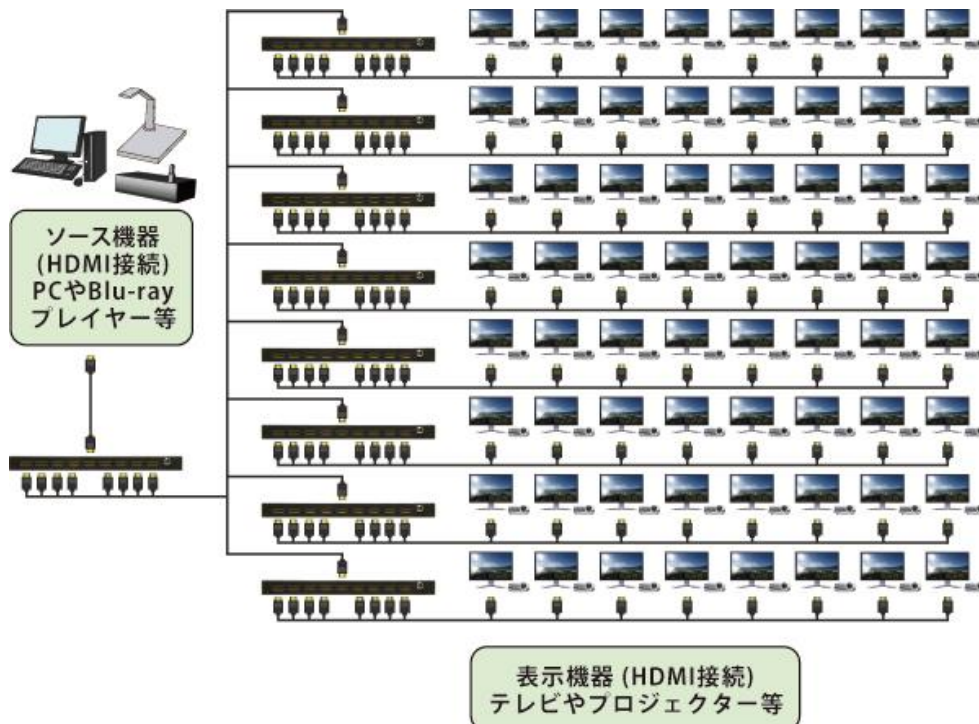 ソース機器
(HDMI接続)
PCやBlu-ray
プレイヤー等
表示機器 (HDMI接続)
テレビやプロジェクター等